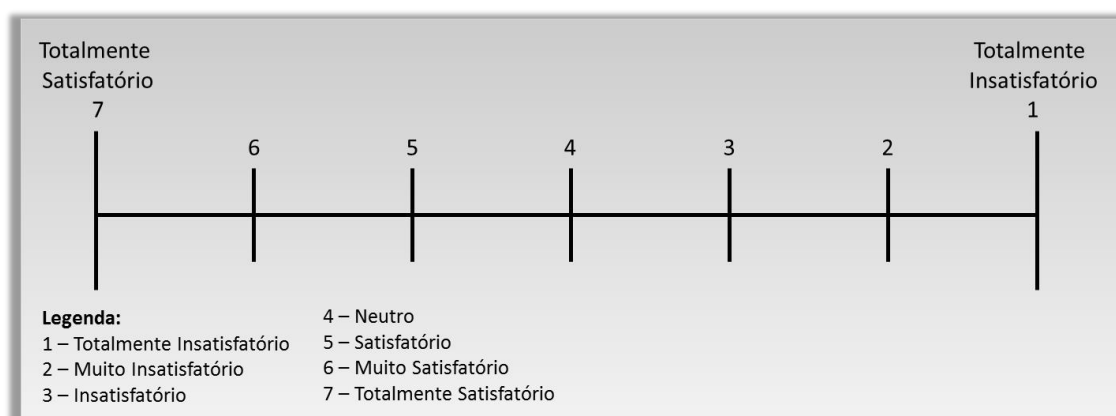 Totalmente
Satisfatório
7
Totalmente
Insatisfatório
1
6
5
4
3
2
Legenda:
1 – Totalmente Insatisfatório
2 – Muito Insatisfatório
3 – Insatisfatório
4 – Neutro
5 – Satisfatório
6 – Muito Satisfatório
7 – Totalmente Satisfatório